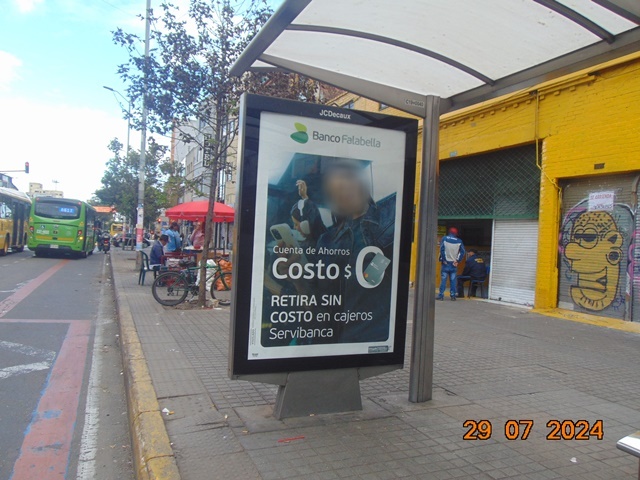 JCDecaux
Banco Falabella
Cuenta de Ahorros
Costo $0
RETIRA SIN
COSTO en cajeros
Servibanca
29 07 2024